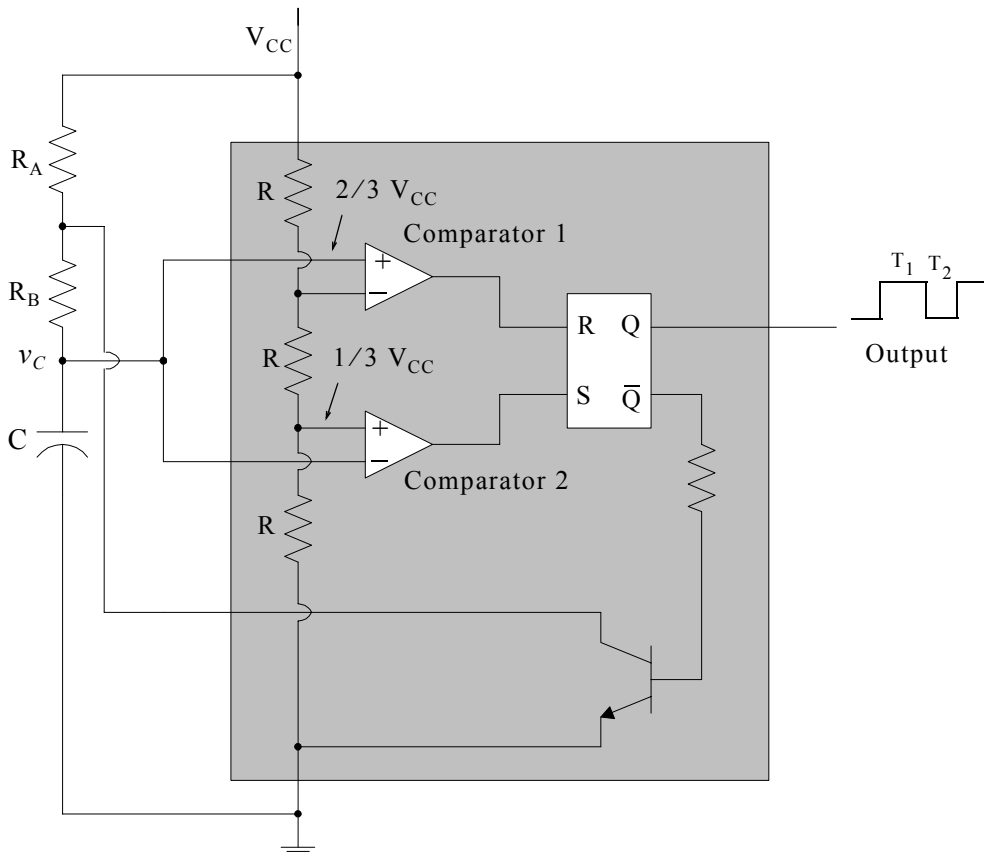 V_CC
R_A
R
2/3 V_CC
Comparator 1
+
−
R_B
v_C
R
1/3 V_CC
R Q
S Q̅
T_1 T_2
Output
C
+
−
Comparator 2
R